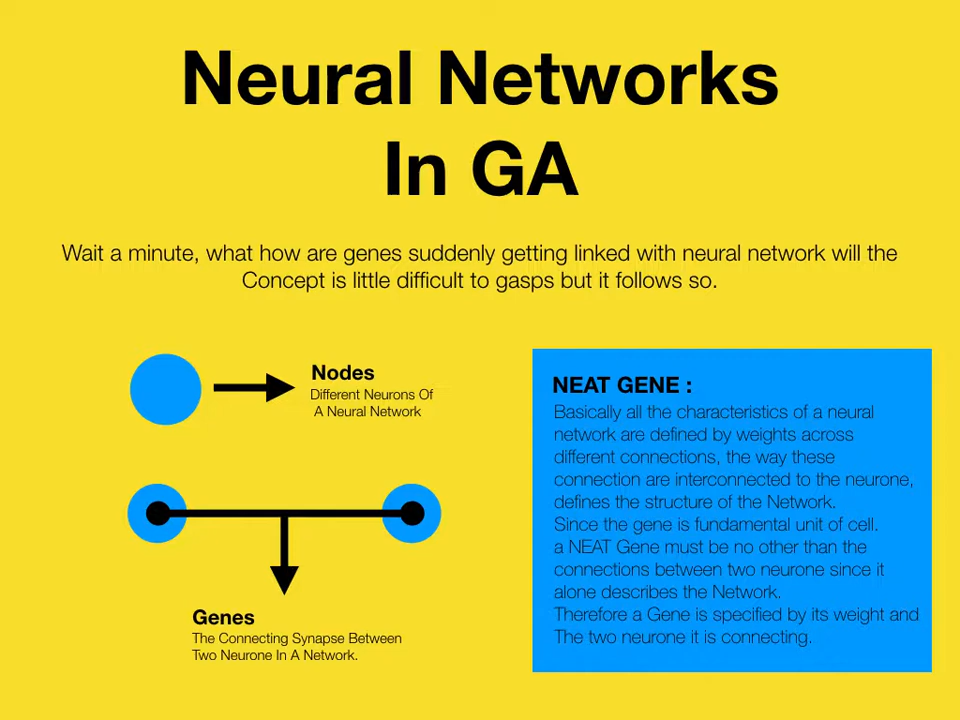 Neural Networks
In GA
Wait a minute, what how are genes suddenly getting linked with neural network will the
Concept is little difficult to gasps but it follows so.
Nodes
Different Neurons Of
A Neural Network
Genes
The Connecting Synapse Between
Two Neurone In A Network.
NEAT GENE :
Basically all the characteristics of a neural
network are defined by weights across
different connections, the way these
connection are interconnected to the neurone,
defines the structure of the Network.
Since the gene is fundamental unit of cell.
a NEAT Gene must be no other than the
connections between two neurone since it
alone describes the Network.
Therefore a Gene is specified by its weight and
The two neurone it is connecting.